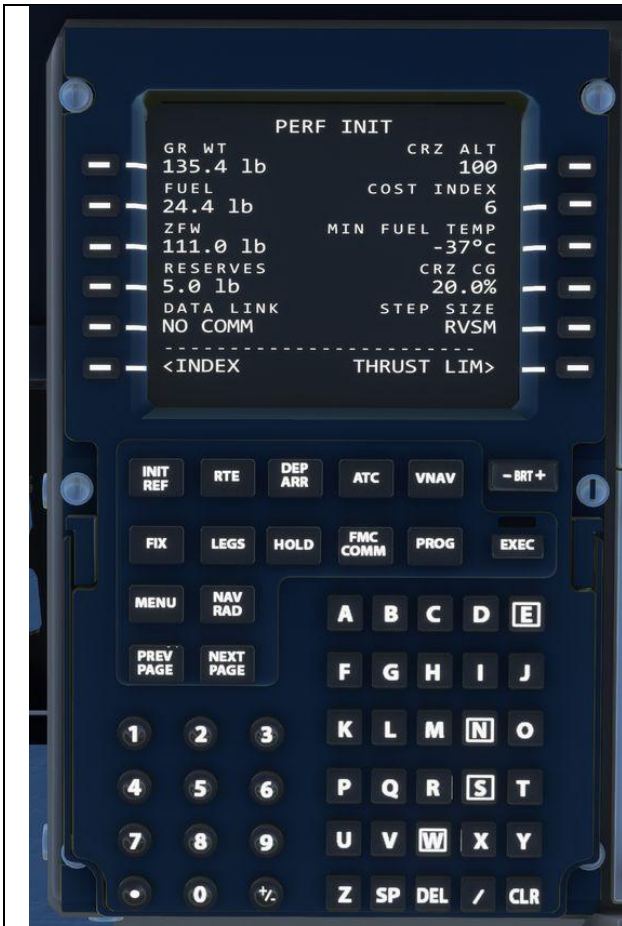 PERF INIT
GR WT CRZ ALT
135.4 lb 100
FUEL COST INDEX
24.4 lb 6
ZFW MIN FUEL TEMP
111.0 lb -37°c
RESERVES CRZ CG
5.0 lb 20.0%
DATA LINK STEP SIZE
NO COMM RVSM
--------------------------
<INDEX THRUST LIM>
INIT REF RTE DEP ARR ATC VNAV - BRT +
FIX LEGS HOLD FMC COMM PROG EXEC
MENU NAV RAD
PREV PAGE NEXT PAGE
A B C D E
F G H I J
1 2 3 K L M N O
4 5 6 P Q R S T
7 8 9 U V W X Y
• 0 +/- Z SP DEL / CLR